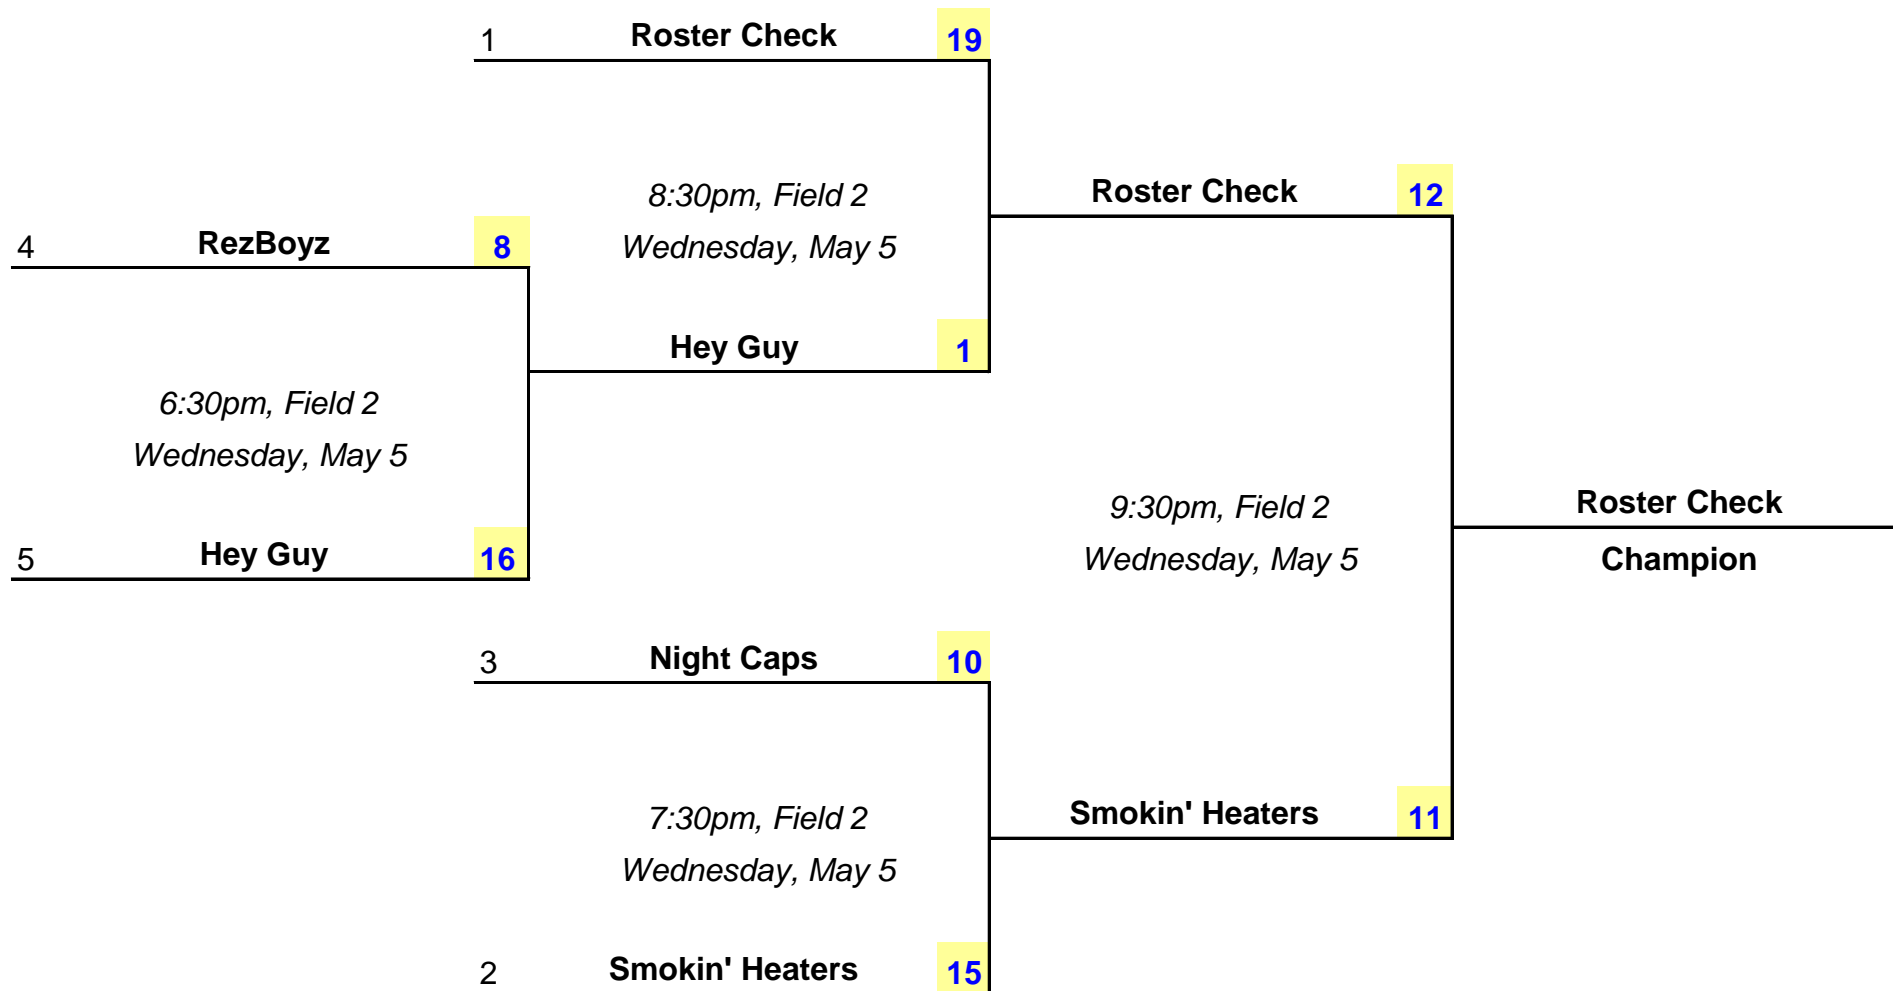 1 Roster Check 19
8:30pm, Field 2
Wednesday, May 5
Roster Check 12
4 RezBoyz 8
Hey Guy 1
6:30pm, Field 2
Wednesday, May 5
5 Hey Guy 16
9:30pm, Field 2
Wednesday, May 5
Roster Check
Champion
3 Night Caps 10
7:30pm, Field 2
Wednesday, May 5
Smokin' Heaters 11
2 Smokin' Heaters 15